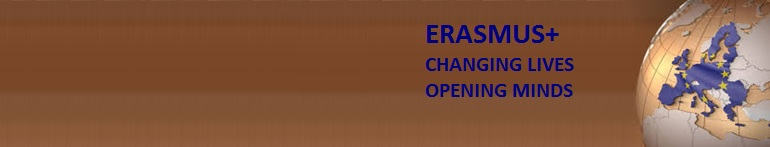 ERASMUS+
CHANGING LIVES
OPENING MINDS